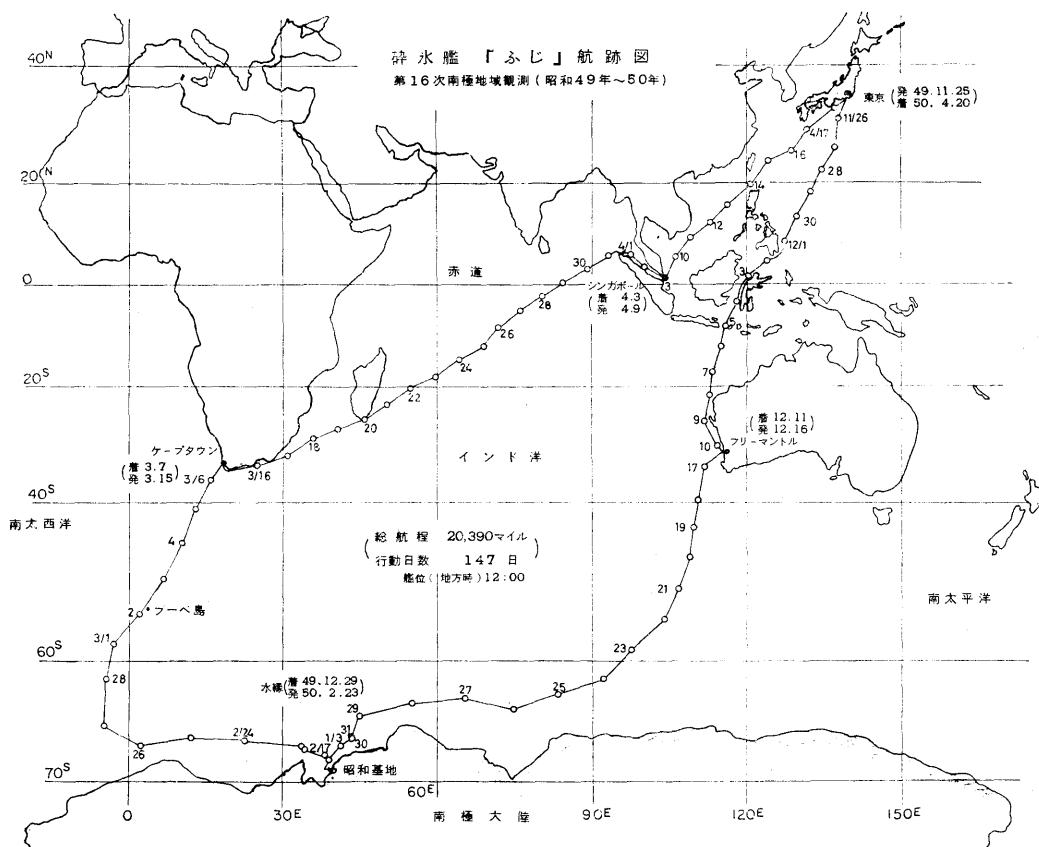 砕氷艦 『ふじ』航跡図
第16次南極地域観測(昭和49年〜50年)
40N
東京(発 49.11.25
着 50. 4.20)
11/26
4/17
16
28
20N
14
30
12
12/1
10
4/1
30
3
赤道
0
シンガポール
3
(着 4.3
発 4.9)
28
5
26
24
7
20S
22
20
9
(着 12.11
発 12.16)
フリーマントル
18
10
ケープタウン
(着 3.7
発 3.15)
3/6
3/16
インド洋
17
40S
南太西洋
19
4
(総航程 20,390マイル
行動日数 147日)
艦位(地方時)12:00
21
2
ブーベ島
南太平洋
3/1
60S
23
28
氷縁(着 49.12.29
発 50. 2.23)
27
25
29
31
30
1/3
2/17
2/24
26
昭和基地
70S
60E
0
30E
南極大陸
90E
120E
150E